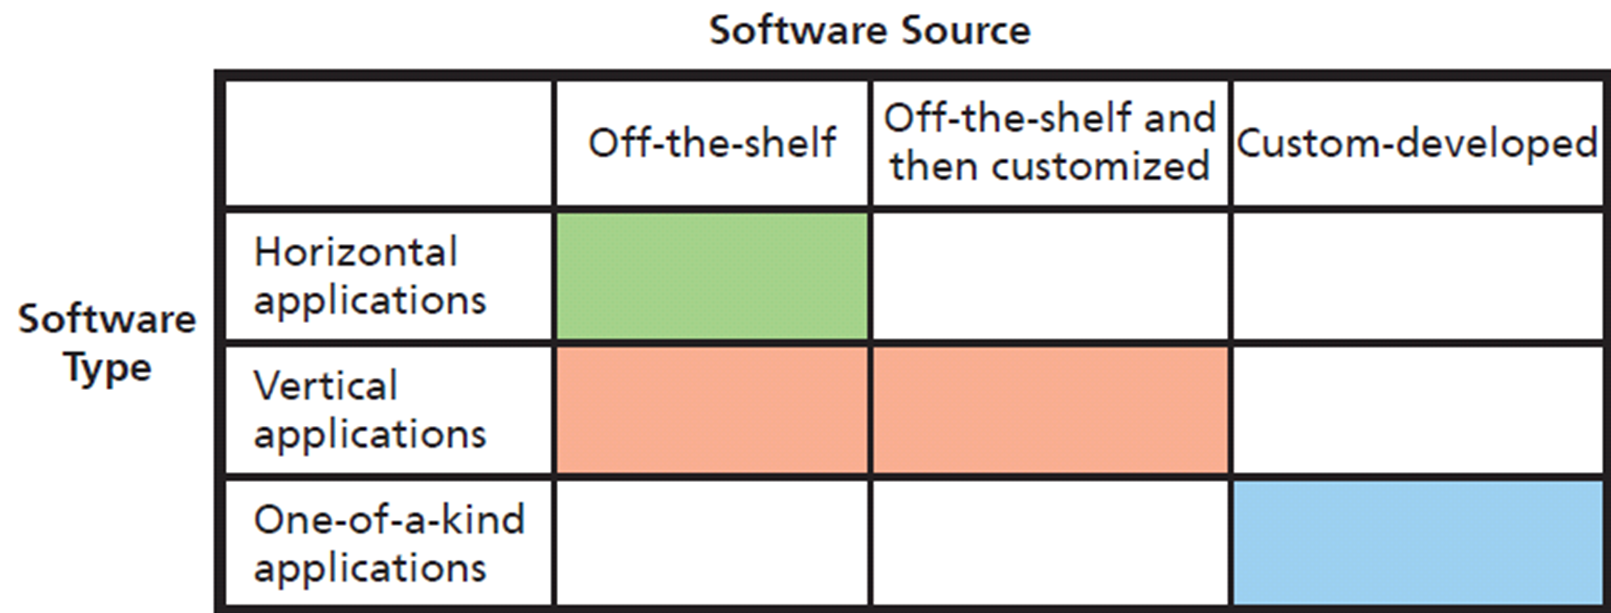 Software Source
Off-the-shelf
Off-the-shelf and
then customized
Custom-developed
Software
Type
Horizontal
applications
Vertical
applications
One-of-a-kind
applications